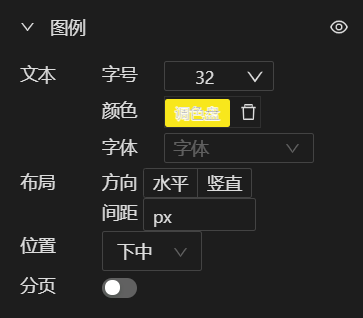 图例
文本 字号 32
颜色 调色盘
字体 字体
布局 方向 水平 竖直
间距 px
位置 下中
分页